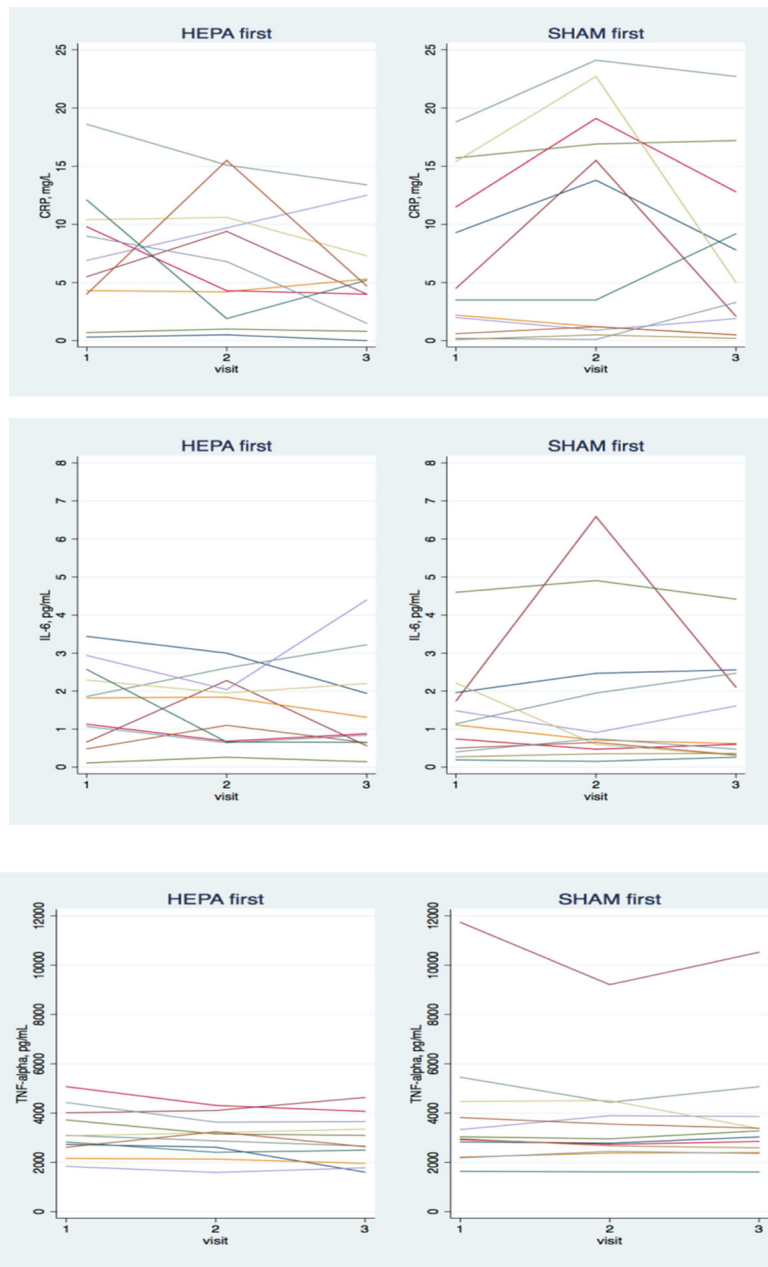 HEPA first
SHAM first
CRP, mg/L
0 5 10 15 20 25
1 2 3
visit
CRP, mg/L
0 5 10 15 20 25
1 2 3
visit
HEPA first
SHAM first
IL-6, pg/mL
0 1 2 3 4 5 6 7 8
1 2 3
visit
IL-6, pg/mL
0 1 2 3 4 5 6 7 8
1 2 3
visit
HEPA first
SHAM first
TNF-alpha, pg/mL
0 2000 4000 6000 8000 10000 12000
1 2 3
visit
TNF-alpha, pg/mL
0 2000 4000 6000 8000 10000 12000
1 2 3
visit